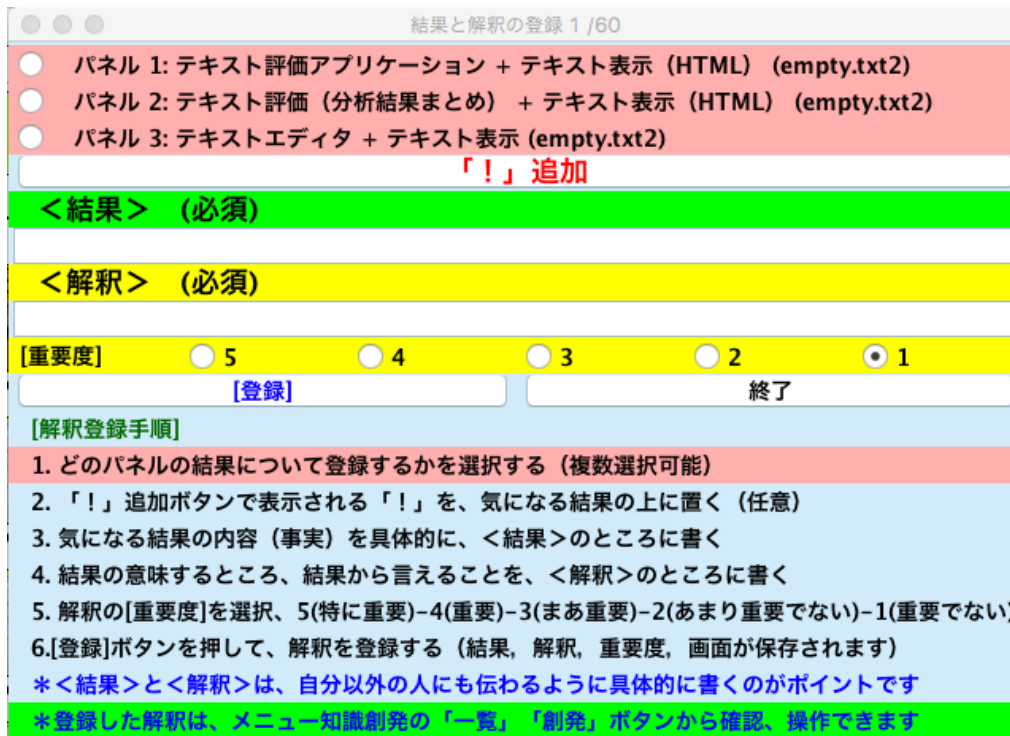 結果と解釈の登録 1 /60
パネル 1: テキスト評価アプリケーション + テキスト表示（HTML） (empty.txt2)
パネル 2: テキスト評価（分析結果まとめ） + テキスト表示（HTML） (empty.txt2)
パネル 3: テキストエディタ + テキスト表示 (empty.txt2)
「！」追加
＜結果＞ (必須)
＜解釈＞ (必須)
[重要度] 5 4 3 2 1
[登録] 終了
[解釈登録手順]
1. どのパネルの結果について登録するかを選択する（複数選択可能）
2. 「！」追加ボタンで表示される「！」を、気になる結果の上に置く（任意）
3. 気になる結果の内容（事実）を具体的に、＜結果＞のところに書く
4. 結果の意味するところ、結果から言えることを、＜解釈＞のところに書く
5. 解釈の[重要度]を選択、5(特に重要)−4(重要)−3(まあ重要)−2(あまり重要でない)−1(重要でない)
6.[登録]ボタンを押して、解釈を登録する（結果，解釈，重要度，画面が保存されます）
＊＜結果＞と＜解釈＞は、自分以外の人にも伝わるように具体的に書くのがポイントです
＊登録した解釈は、メニュー知識創発の「一覧」「創発」ボタンから確認、操作できます